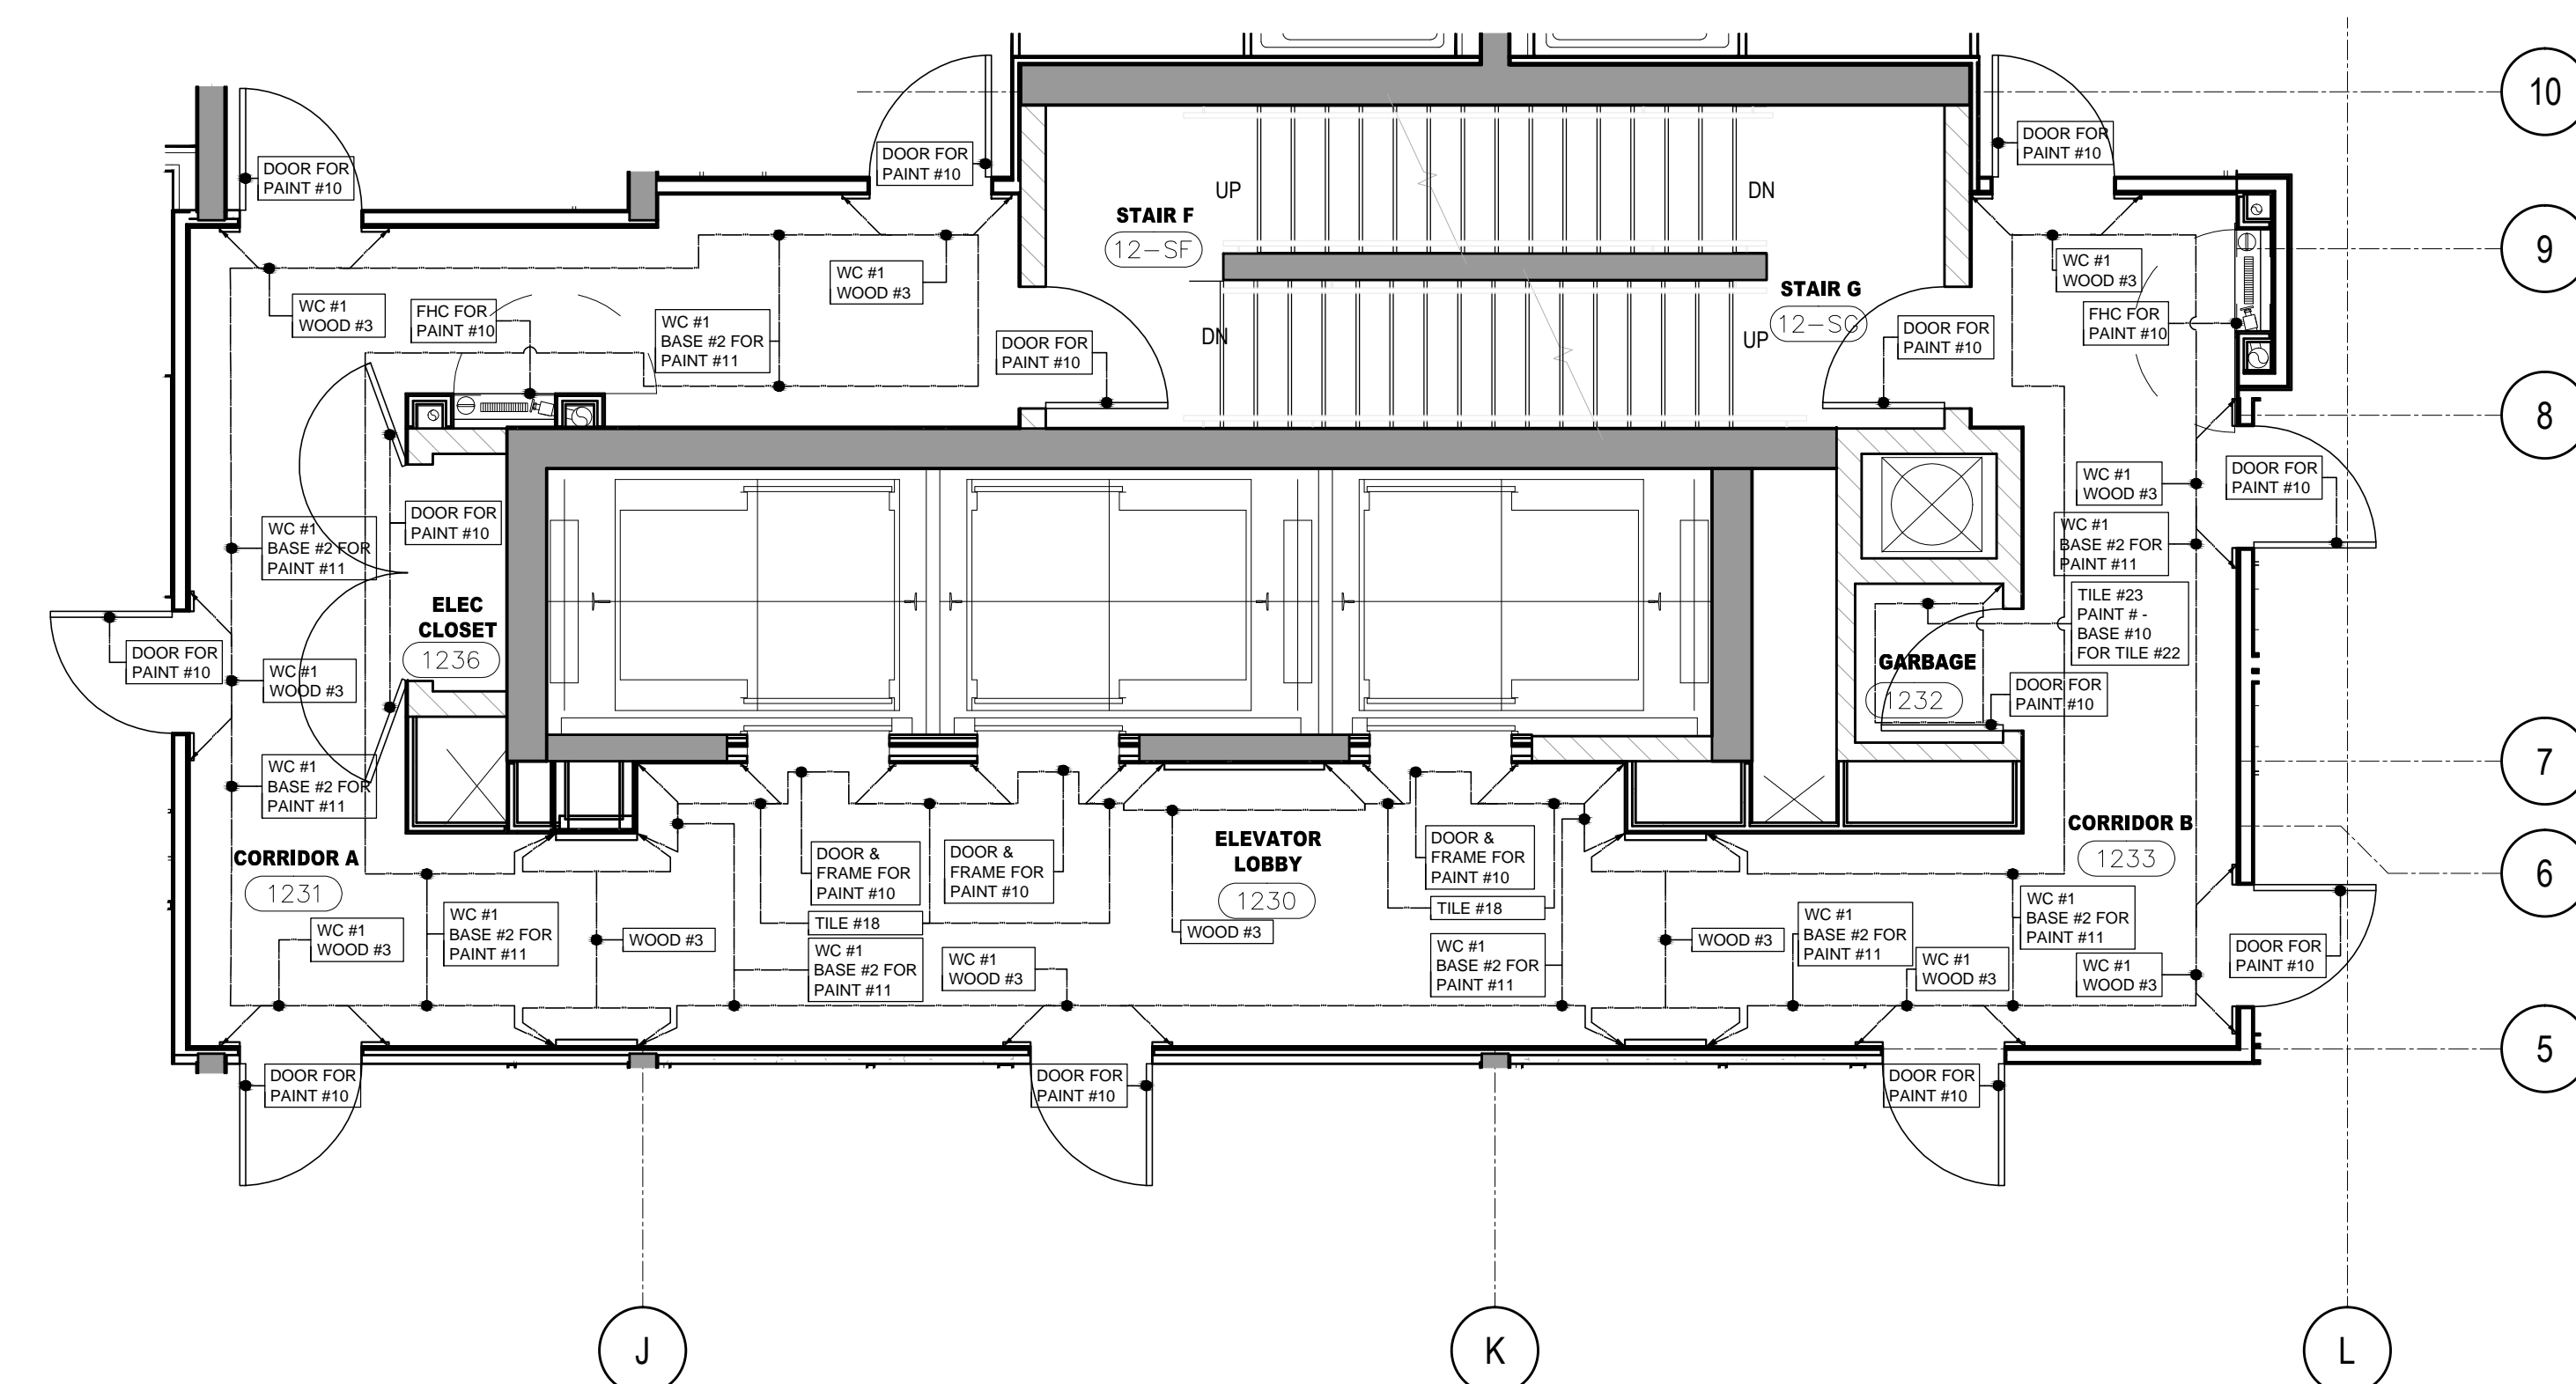 10
DOOR FOR
PAINT #10
DOOR FOR
PAINT #10
DOOR FOR
PAINT #10
UP
DN
STAIR F
12-SF
9
WC #1
WOOD #3
WC #1
WOOD #3
STAIR G
12-SG
WC #1
WOOD #3
FHC FOR
PAINT #10
WC #1
BASE #2 FOR
PAINT #11
DOOR FOR
PAINT #10
DN
UP
DOOR FOR
PAINT #10
FHC FOR
PAINT #10
8
DOOR FOR
PAINT #10
WC #1
WOOD #3
DOOR FOR
PAINT #10
WC #1
BASE #2 FOR
PAINT #11
WC #1
BASE #2 FOR
PAINT #11
ELEC
CLOSET
1236
TILE #23
PAINT # -
BASE #10
FOR TILE #22
DOOR FOR
PAINT #10
WC #1
WOOD #3
GARBAGE
1232
DOOR FOR
PAINT #10
7
WC #1
BASE #2 FOR
PAINT #11
CORRIDOR A
1231
DOOR &
FRAME FOR
PAINT #10
DOOR &
FRAME FOR
PAINT #10
ELEVATOR
LOBBY
1230
DOOR &
FRAME FOR
PAINT #10
CORRIDOR B
1233
6
WC #1
WOOD #3
WC #1
BASE #2 FOR
PAINT #11
WOOD #3
TILE #18
WC #1
BASE #2 FOR
PAINT #11
WC #1
WOOD #3
WOOD #3
TILE #18
WC #1
BASE #2 FOR
PAINT #11
WOOD #3
WC #1
BASE #2 FOR
PAINT #11
WC #1
WOOD #3
WC #1
BASE #2 FOR
PAINT #11
WC #1
WOOD #3
DOOR FOR
PAINT #10
5
DOOR FOR
PAINT #10
DOOR FOR
PAINT #10
DOOR FOR
PAINT #10
J
K
L